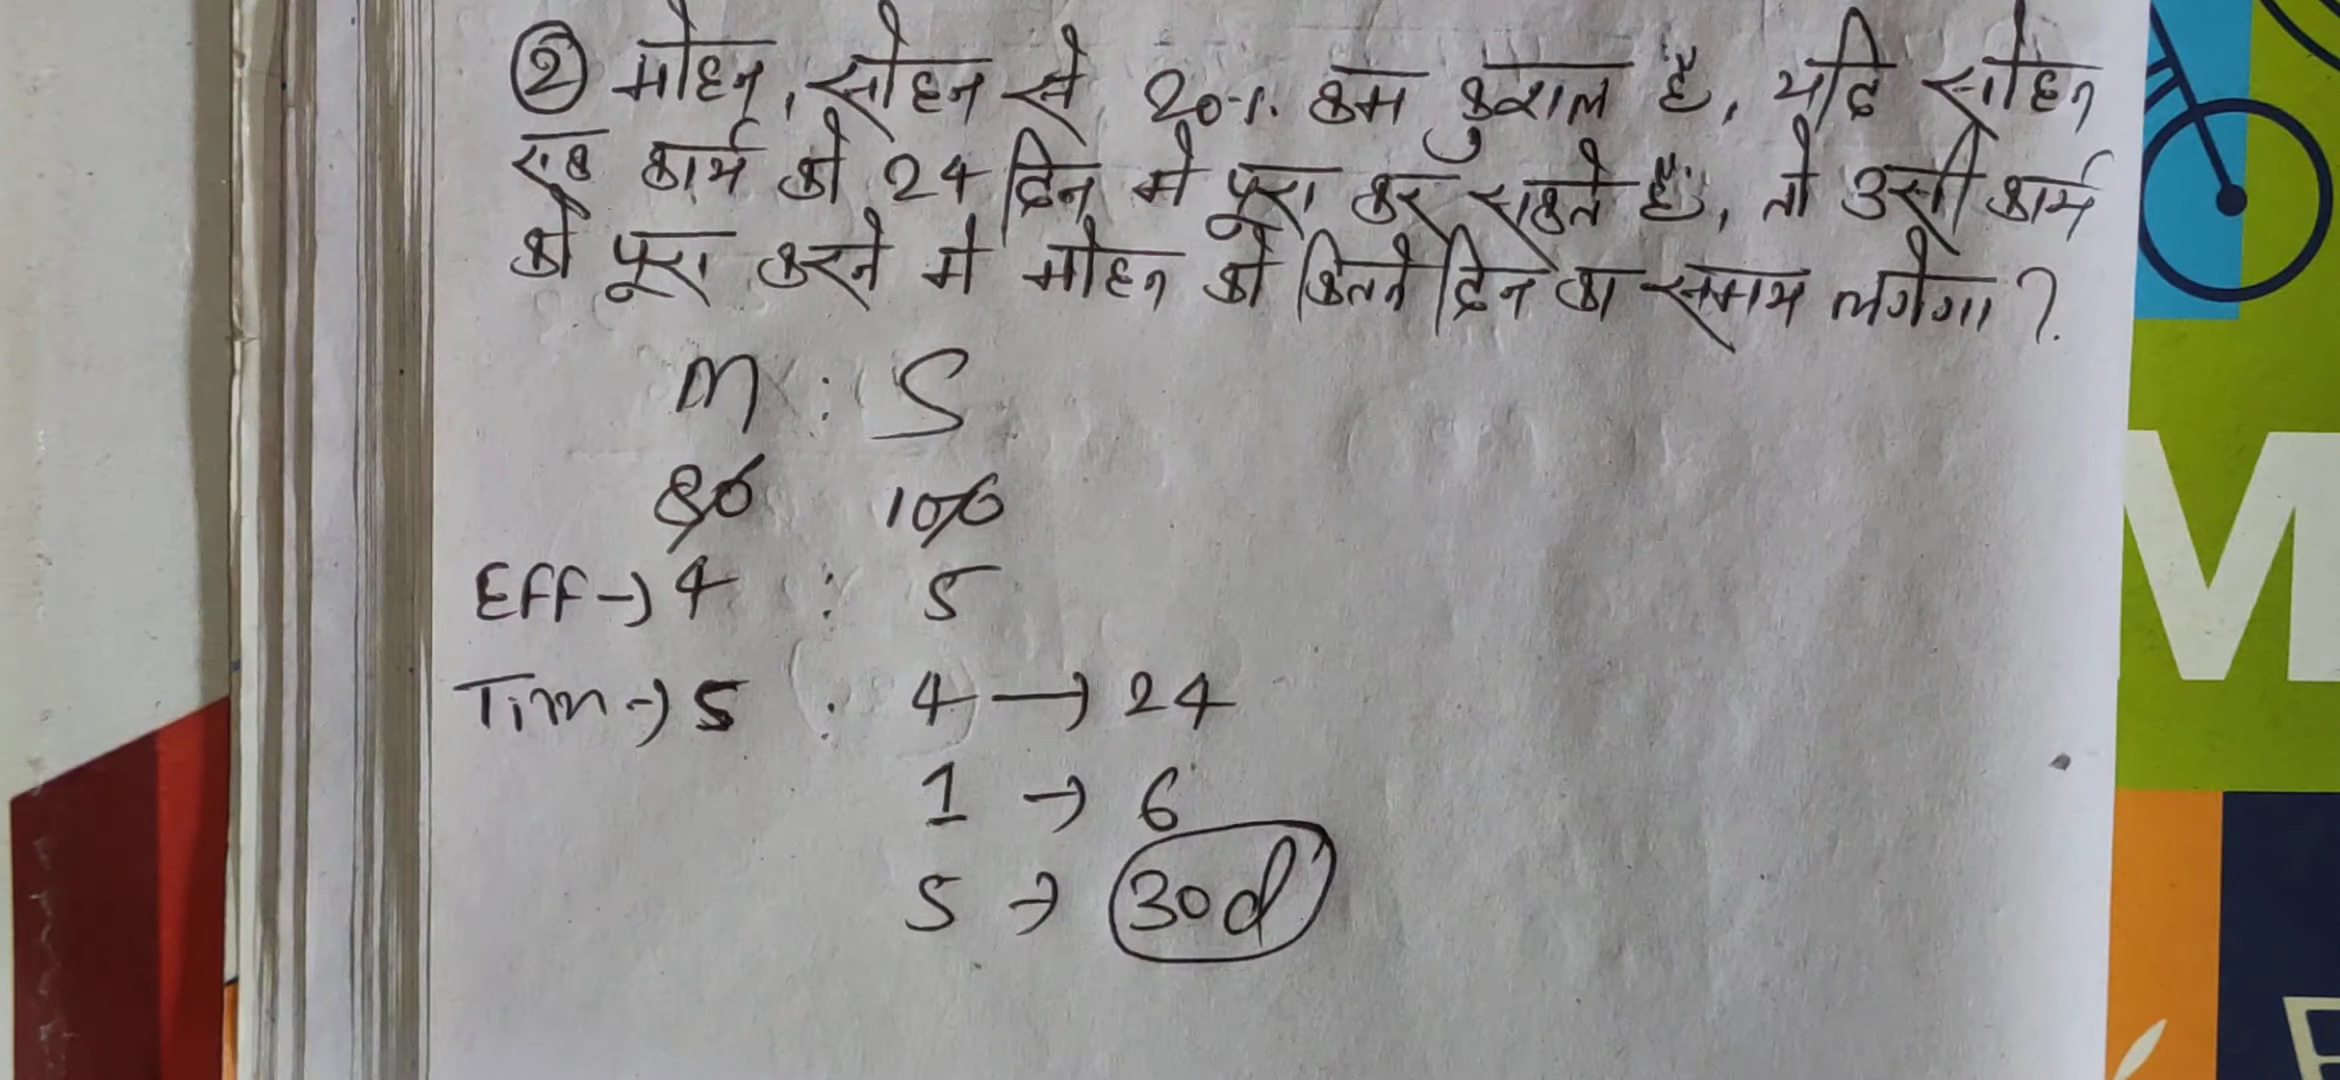 ② मोहन, सोहन से 20% कम कुशल है, यदि सोहन
एक कार्य को 24 दिन मे पूरा कर सकते है, तो उसी कार्य
को पूरा करने मे मोहन को कितने दिन का समय लगेगा?
M : S
80 100
Eff→ 4 : 5
Tim→ 5 : 4 → 24
1 → 6
5 → 30d
M